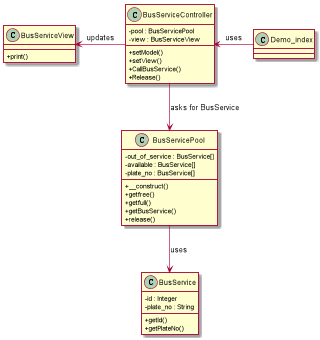 BusServiceController
-pool : BusServicePool
-view : BusServiceView
+setModel()
+setView()
+CallBusService()
+Release()
BusServiceView
+print()
updates
uses
Demo_index
asks for BusService
BusServicePool
-out_of_service : BusService[]
-available : BusService[]
-plate_no : BusService[]
+__construct()
+getfree()
+getfull()
+getBusService()
+release()
uses
BusService
-id : Integer
-plate_no : String
+getId()
+getPlateNo()